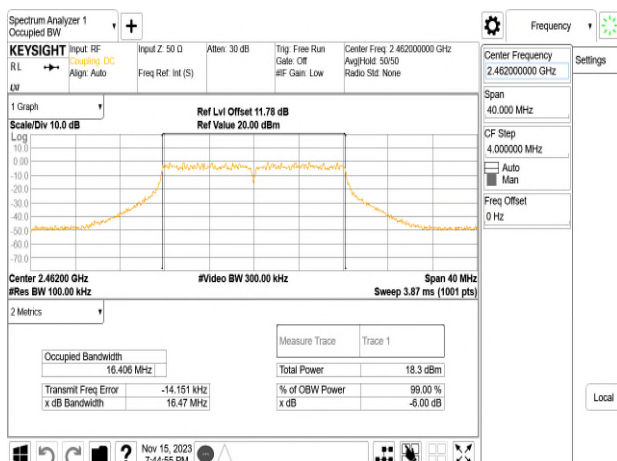 Spectrum Analyzer 1
Occupied BW
+
Frequency
KEYSIGHT
RL
LXI
Input: RF
Coupling: DC
Align: Auto
Input Z: 50 Ω
Freq Ref: Int (S)
Atten: 30 dB
Trig: Free Run
Gate: Off
#IF Gain: Low
Center Freq: 2.462000000 GHz
Avg|Hold: 50/50
Radio Std: None
Center Frequency
2.462000000 GHz
Settings
Span
40.000 MHz
CF Step
4.000000 MHz
Auto
Man
Freq Offset
0 Hz
Local
1 Graph
Scale/Div 10.0 dB
Ref Lvl Offset 11.78 dB
Ref Value 20.00 dBm
Log
10.0
0.00
-10.0
-20.0
-30.0
-40.0
-50.0
-60.0
-70.0
Center 2.46200 GHz
#Video BW 300.00 kHz
Span 40 MHz
#Res BW 100.00 kHz
Sweep 3.87 ms (1001 pts)
2 Metrics
Measure Trace Trace 1
Occupied Bandwidth
16.406 MHz
Total Power 18.3 dBm
Transmit Freq Error -14.151 kHz
% of OBW Power 99.00 %
x dB Bandwidth 16.47 MHz
x dB -6.00 dB
?
Nov 15, 2023
7:44:55 PM